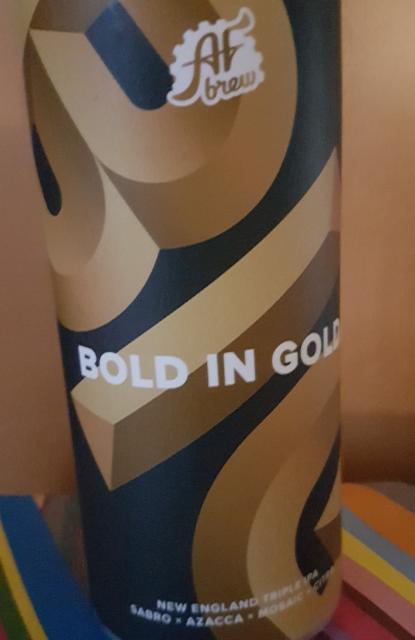 AF
brew
BOLD IN GOLD
NEW ENGLAND TRIPLE IPA
SABRO × AZACCA × MOSAIC ×